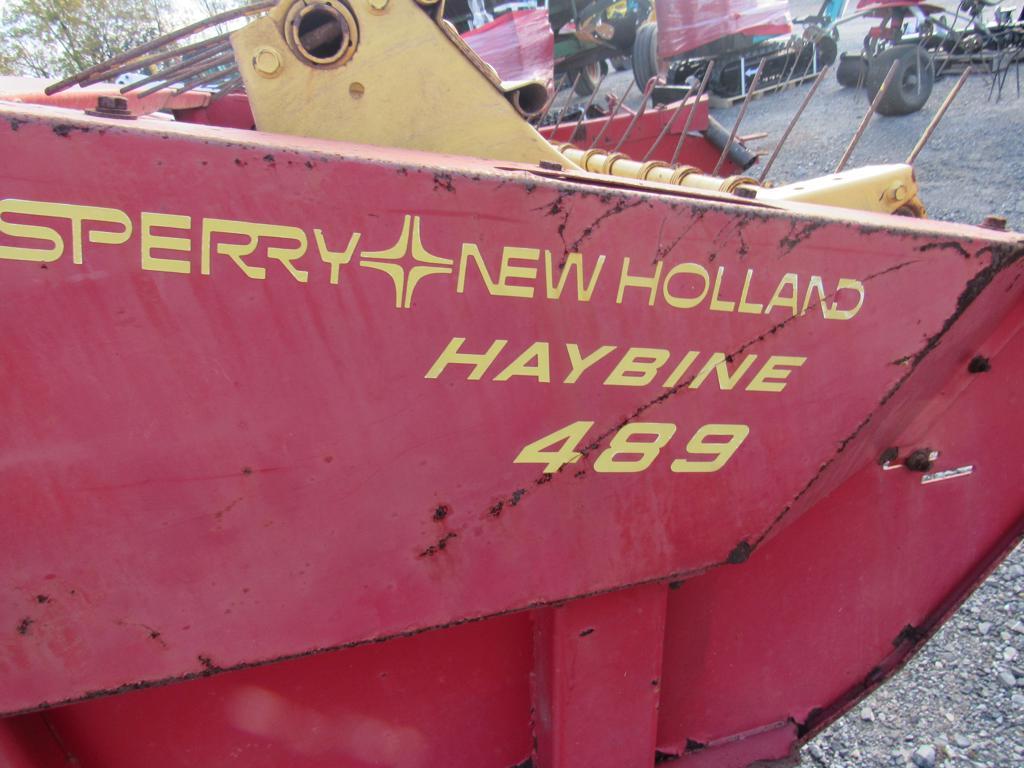 SPERRY NEW HOLLAND
HAYBINE
489